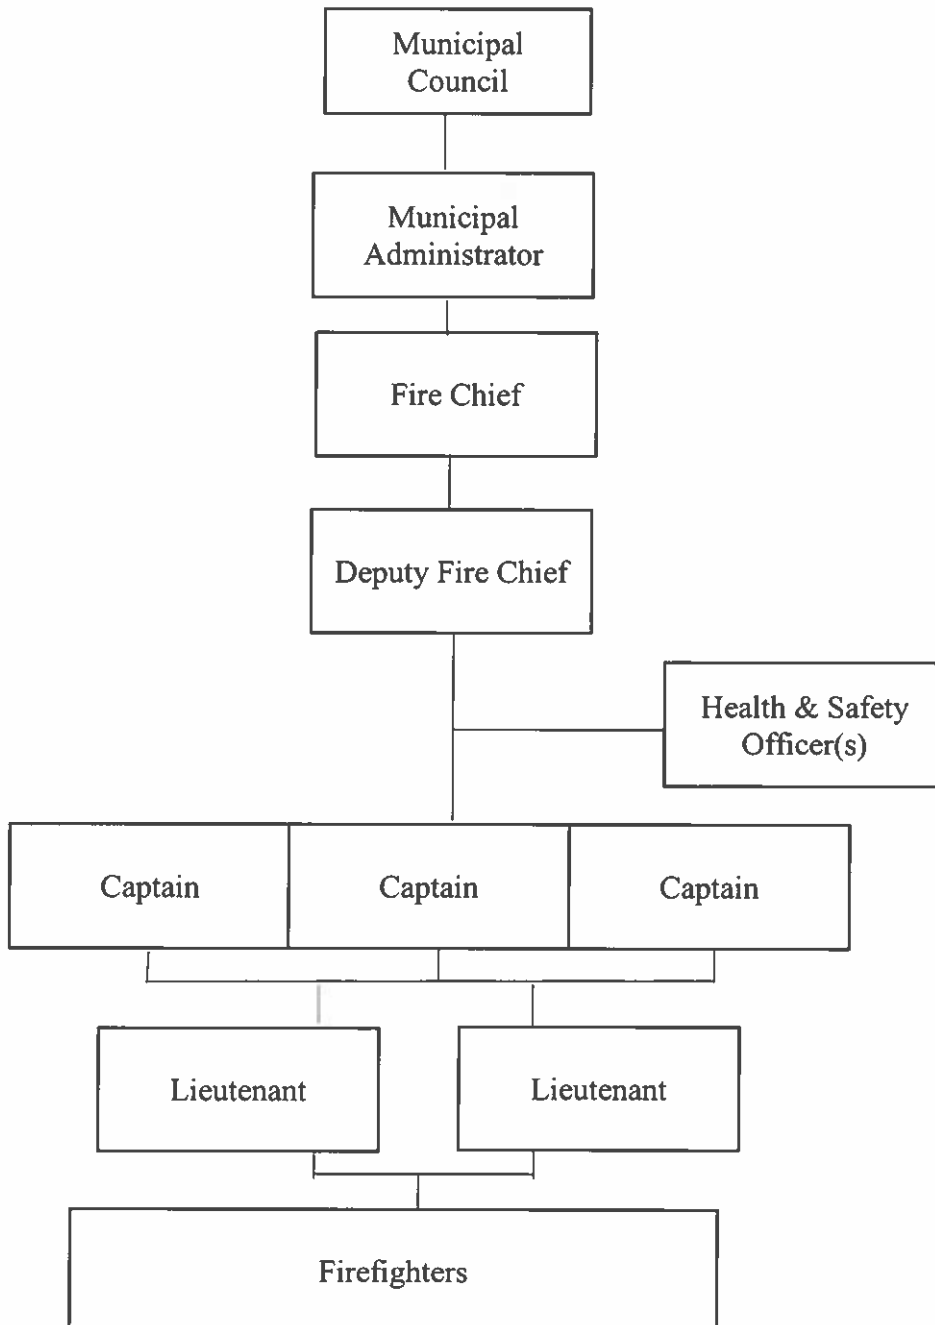 Municipal
Council
Municipal
Administrator
Fire Chief
Deputy Fire Chief
Health & Safety
Officer(s)
Captain
Captain
Captain
Lieutenant
Lieutenant
Firefighters